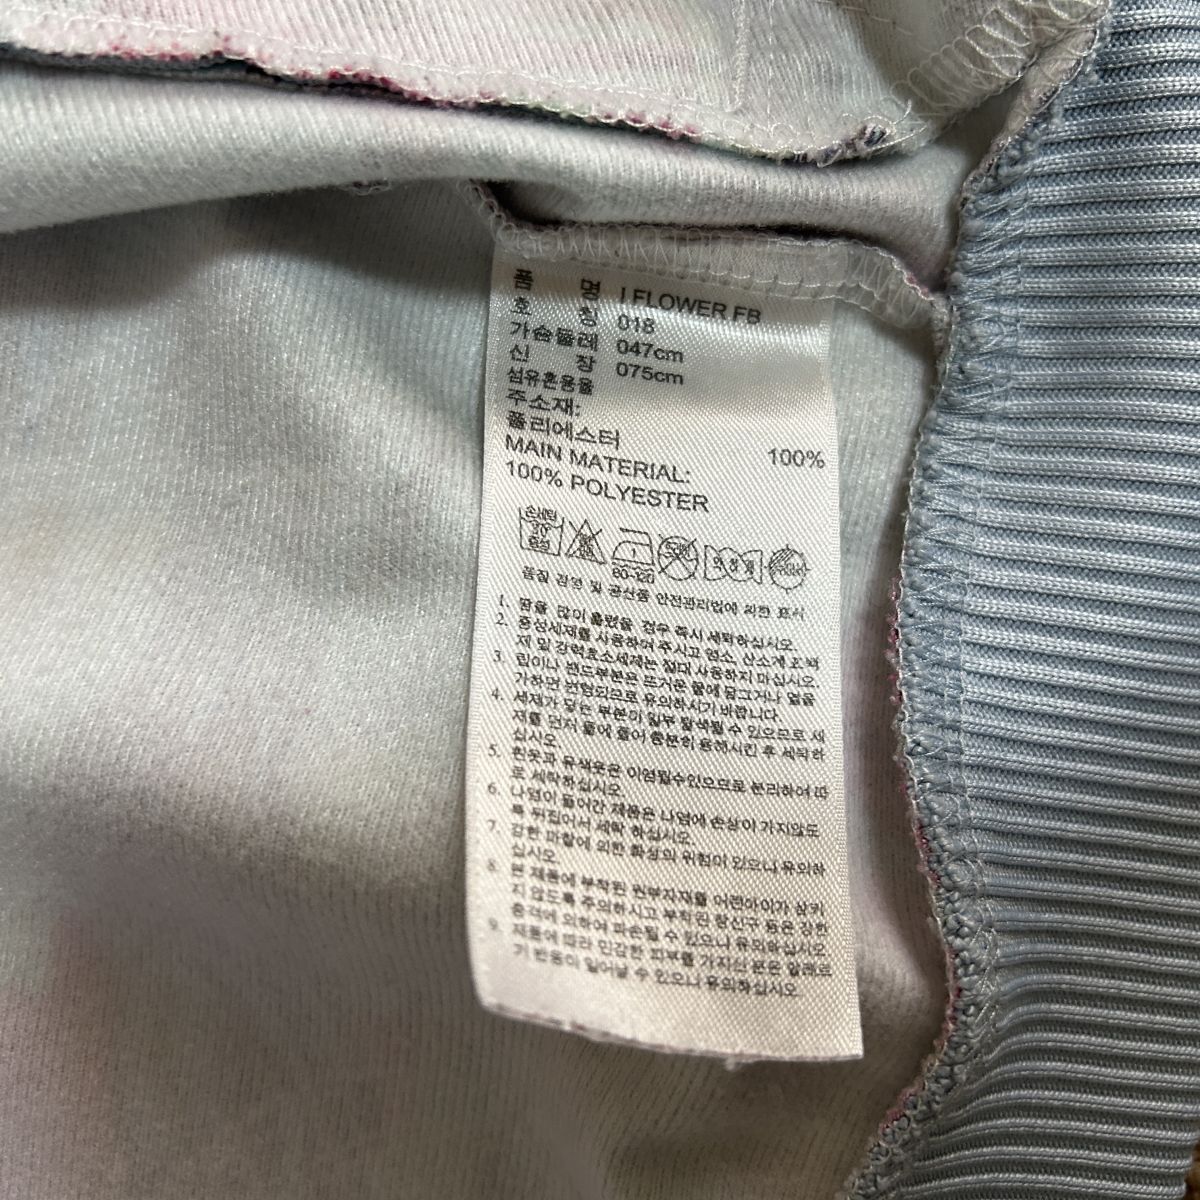 품 명 I FLOWER FB
호 칭 018
가슴둘레 047cm
신 장 075cm
섬유혼용율
주소재:
폴리에스터 100%
MAIN MATERIAL:
100% POLYESTER
손세탁
30
중성
80-120
품질 경영 및 공산품 안전관리법에 의한 표시
1. 땀을 많이 흘렸을 경우 즉시 세탁하십시오.
2. 중성세제를 사용하여 주시고 염소, 산소계 표백
제 및 강력효소세제는 절대 사용하지 마십시오.
3. 립이나 밴드부분은 뜨거운 물에 담그거나 열을
가하면 변형되므로 유의하시기 바랍니다.
4. 세제가 닿는 부분이 일부 탈색될 수 있으므로 세
제를 먼저 물에 풀어 충분히 용해시킨 후 세탁하
십시오.
5. 흰옷과 유색옷은 이염될수있으므로 분리하여 따
로 세탁하십시오.
6. 나염이 들어간 제품은 나염에 손상이 가지않도
록 뒤집어서 세탁 하십시오.
7. 강한 마찰에 의한 화상의 위험이 있으니 유의하
십시오.
8. 본 제품에 부착된 원부자재를 어린아이가 삼키
지 않도록 주의하시고 부착된 장신구 등은 강한
충격에 의하여 파손될 수 있으니 유의하십시오
9. 제품에 따라 민감한 피부를 가지신 분은 알레르
기 반응이 일어날 수 있으니 유의하십시오.